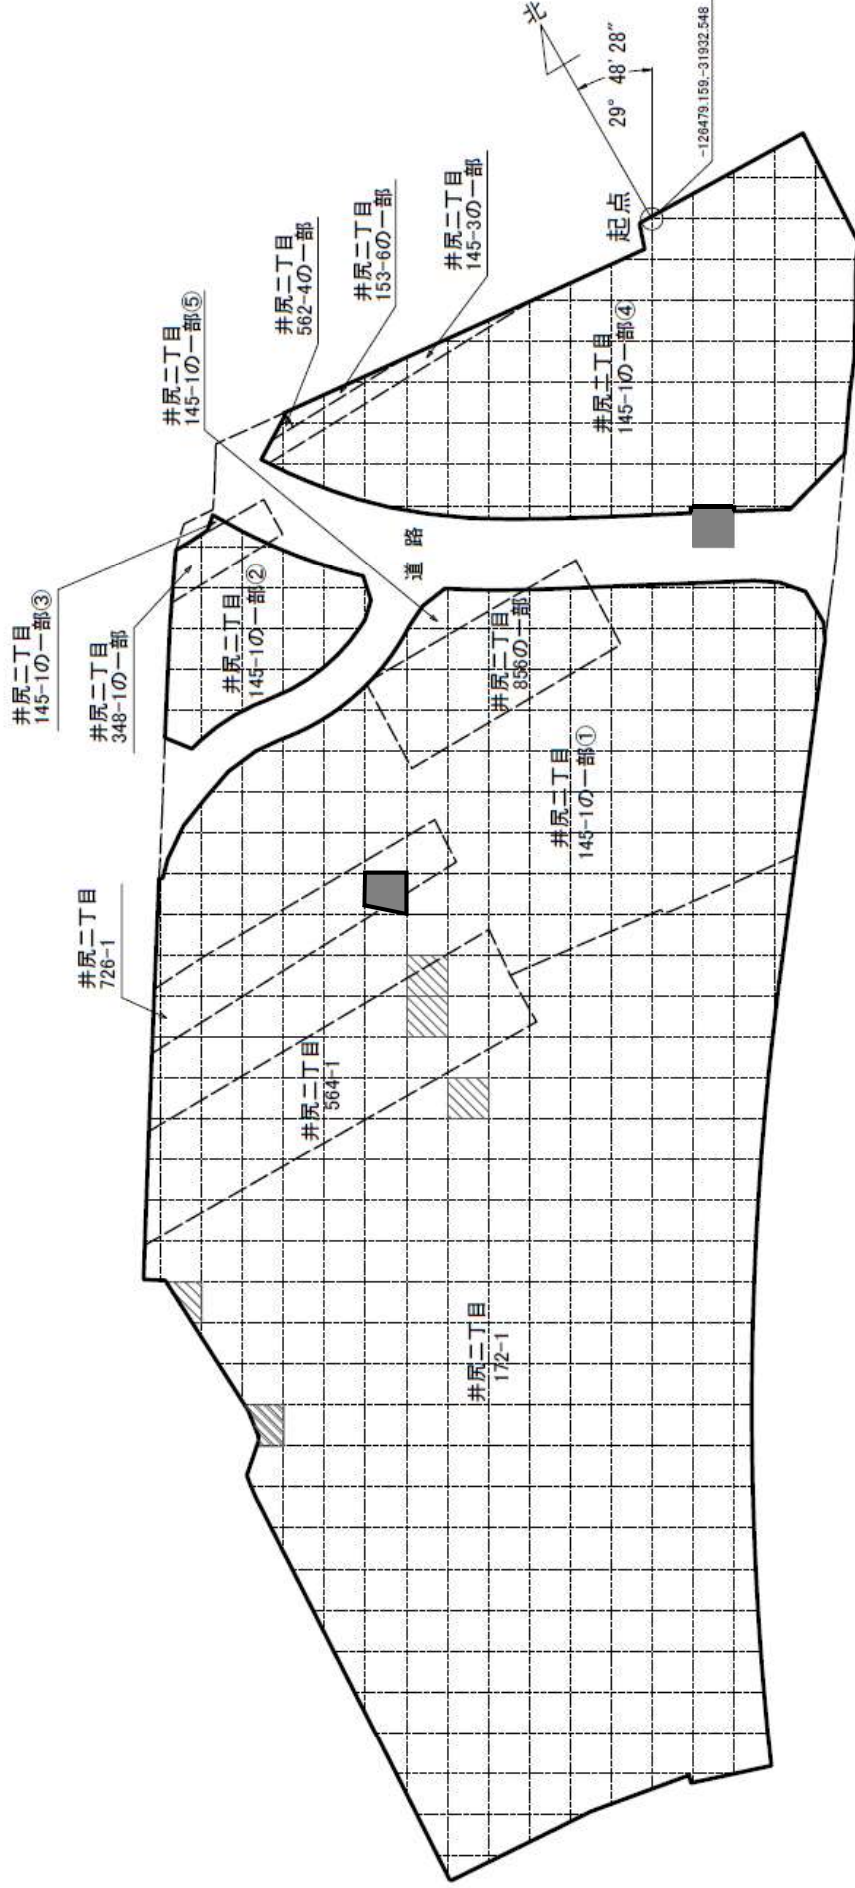 井尻二丁目
145-1の一部③
井尻二丁目
348-1の一部
井尻二丁目
726-1
井尻二丁目
145-1の一部⑤
井尻二丁目
145-1の一部②
井尻二丁目
562-4の一部
井尻二丁目
564-1
井尻二丁目
153-6の一部
道路
井尻二丁目
145-3の一部
井尻二丁目
172-1
井尻二丁目
856の一部
北
井尻二丁目
145-1の一部①
井尻二丁目
145-1の一部④
起点
29° 48' 28"
-126479.159,-31932.548